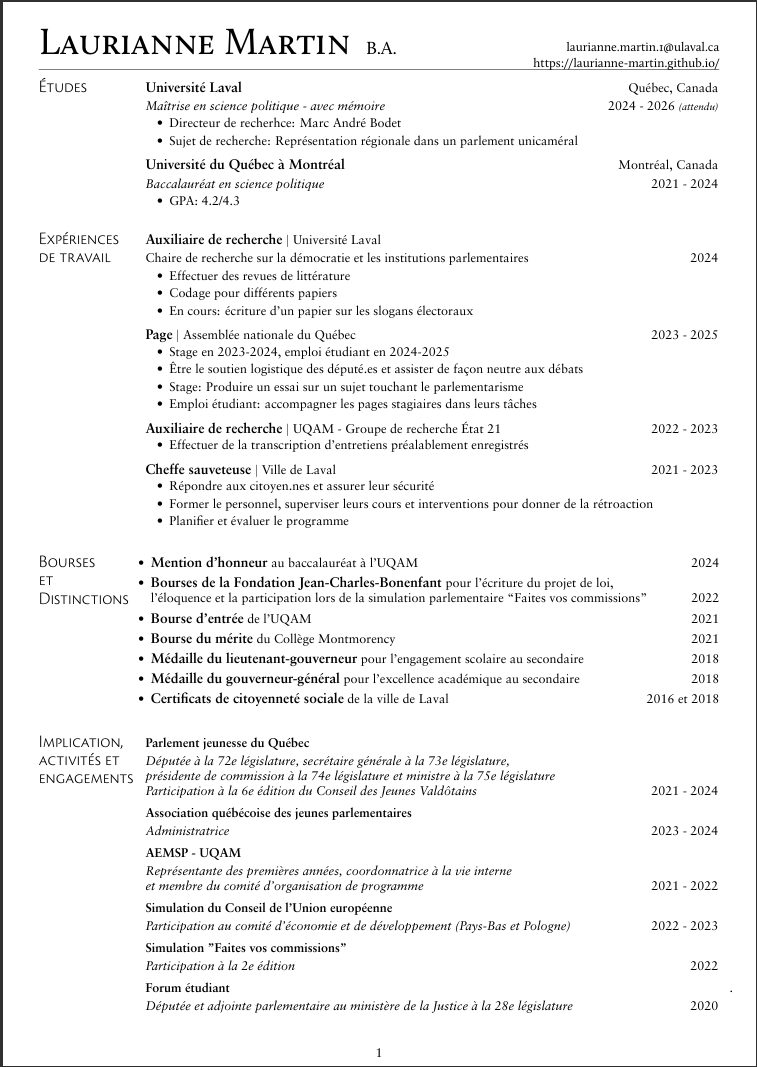 Laurianne Martin B.A.
laurianne.martin.1@ulaval.ca
https://laurianne-martin.github.io/
Études
Université Laval Québec, Canada
Maîtrise en science politique - avec mémoire 2024 - 2026 (attendu)
• Directeur de recherhce: Marc André Bodet
• Sujet de recherche: Représentation régionale dans un parlement unicaméral
Université du Québec à Montréal Montréal, Canada
Baccalauréat en science politique 2021 - 2024
• GPA: 4.2/4.3
Expériences
de travail
Auxiliaire de recherche | Université Laval
Chaire de recherche sur la démocratie et les institutions parlementaires 2024
• Effectuer des revues de littérature
• Codage pour différents papiers
• En cours: écriture d'un papier sur les slogans électoraux
Page | Assemblée nationale du Québec 2023 - 2025
• Stage en 2023-2024, emploi étudiant en 2024-2025
• Être le soutien logistique des député.es et assister de façon neutre aux débats
• Stage: Produire un essai sur un sujet touchant le parlementarisme
• Emploi étudiant: accompagner les pages stagiaires dans leurs tâches
Auxiliaire de recherche | UQAM - Groupe de recherche État 21 2022 - 2023
• Effectuer de la transcription d'entretiens préalablement enregistrés
Cheffe sauveteuse | Ville de Laval 2021 - 2023
• Répondre aux citoyen.nes et assurer leur sécurité
• Former le personnel, superviser leurs cours et interventions pour donner de la rétroaction
• Planifier et évaluer le programme
Bourses
et
Distinctions
• Mention d'honneur au baccalauréat à l'UQAM 2024
• Bourses de la Fondation Jean-Charles-Bonenfant pour l'écriture du projet de loi,
l'éloquence et la participation lors de la simulation parlementaire “Faites vos commissions” 2022
• Bourse d'entrée de l'UQAM 2021
• Bourse du mérite du Collège Montmorency 2021
• Médaille du lieutenant-gouverneur pour l'engagement scolaire au secondaire 2018
• Médaille du gouverneur-général pour l'excellence académique au secondaire 2018
• Certificats de citoyenneté sociale de la ville de Laval 2016 et 2018
Implication,
activités et
engagements
Parlement jeunesse du Québec
Députée à la 72e législature, secrétaire générale à la 73e législature,
présidente de commission à la 74e législature et ministre à la 75e législature
Participation à la 6e édition du Conseil des Jeunes Valdôtains 2021 - 2024
Association québécoise des jeunes parlementaires
Administratrice 2023 - 2024
AEMSP - UQAM
Représentante des premières années, coordonnatrice à la vie interne
et membre du comité d'organisation de programme 2021 - 2022
Simulation du Conseil de l'Union européenne
Participation au comité d'économie et de développement (Pays-Bas et Pologne) 2022 - 2023
Simulation ”Faites vos commissions”
Participation à la 2e édition 2022
Forum étudiant .
Députée et adjointe parlementaire au ministère de la Justice à la 28e législature 2020
1